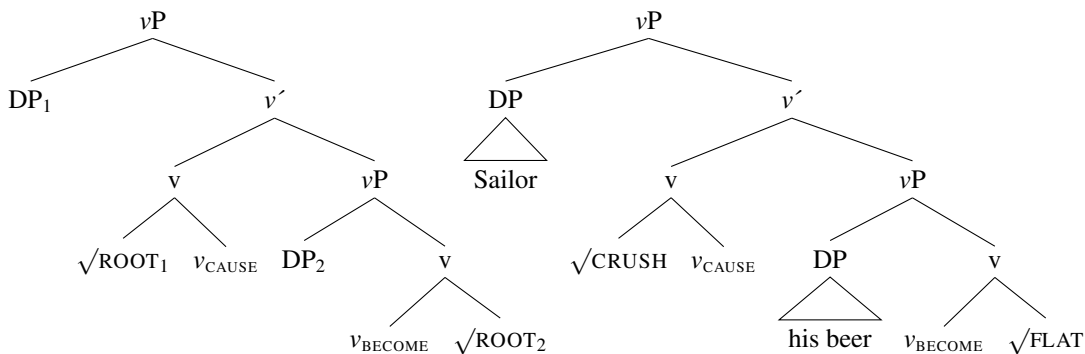 vP vP
DP₁ v′ DP v′
Sailor
v vP v vP
√ROOT₁ vCAUSE DP₂ v √CRUSH vCAUSE DP v
his beer
vBECOME √ROOT₂ vBECOME √FLAT